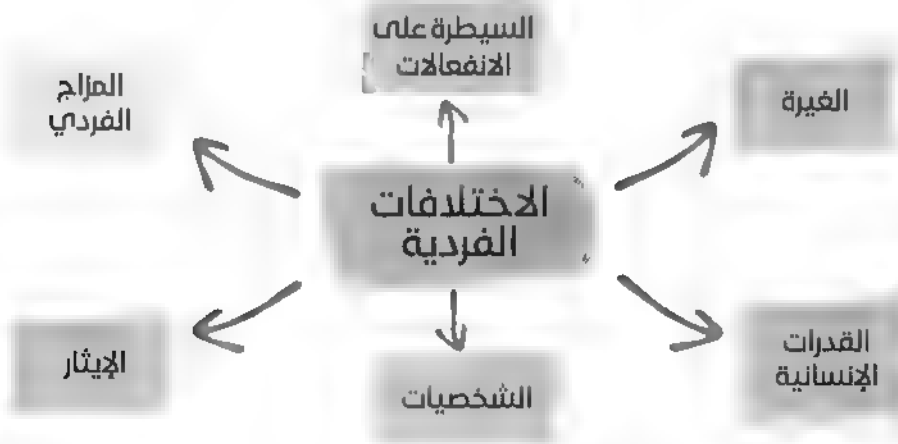 السيطرة على
الانفعالات
الغيرة
المزاج
الفردي
الاختلافات
الفردية
القدرات
الإنسانية
الإيثار
الشخصيات